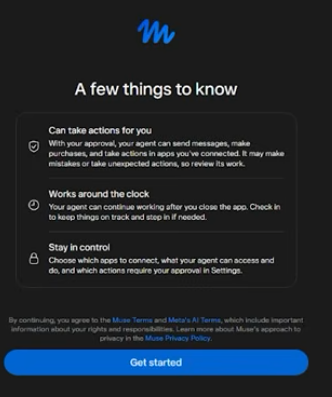 A few things to know
Can take actions for you
With your approval, your agent can send messages, make
purchases, and take actions in apps you've connected. It may make
mistakes or take unexpected actions, so review its work.
Works around the clock
Your agent can continue working after you close the app. Check in
to keep things on track and step in if needed.
Stay in control
Choose which apps to connect, what your agent can access and
do, and which actions require your approval in Settings.
By continuing, you agree to the Muse Terms and Meta's AI Terms, which include important
information about your rights and responsibilities. Learn more about Muse's approach to
privacy in the Muse Privacy Policy.
Get started